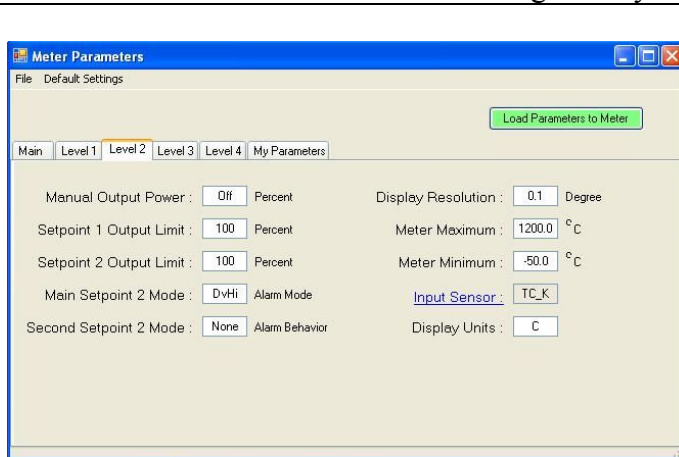 Meter Parameters
File Default Settings
Load Parameters to Meter
Main Level 1 Level 2 Level 3 Level 4 My Parameters
Manual Output Power : Off Percent
Display Resolution : 0.1 Degree
Setpoint 1 Output Limit : 100 Percent
Meter Maximum : 1200.0 °C
Setpoint 2 Output Limit : 100 Percent
Meter Minimum : -50.0 °C
Main Setpoint 2 Mode : DvHi Alarm Mode
Input Sensor : TC_K
Second Setpoint 2 Mode : None Alarm Behavior
Display Units : C